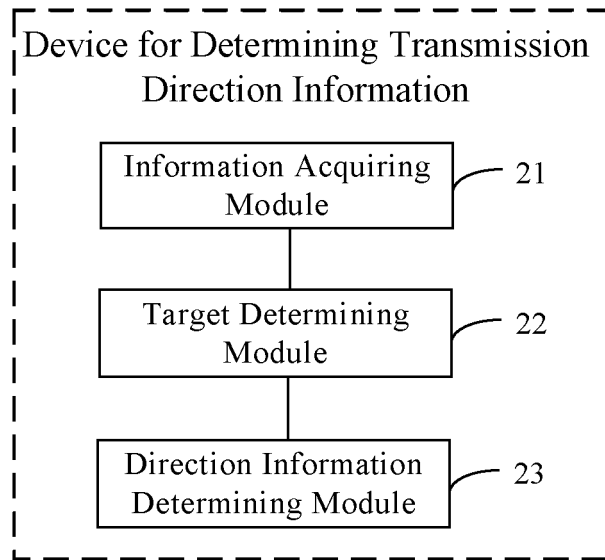 Device for Determining Transmission
Direction Information
Information Acquiring
Module
21
Target Determining
Module
22
Direction Information
Determining Module
23